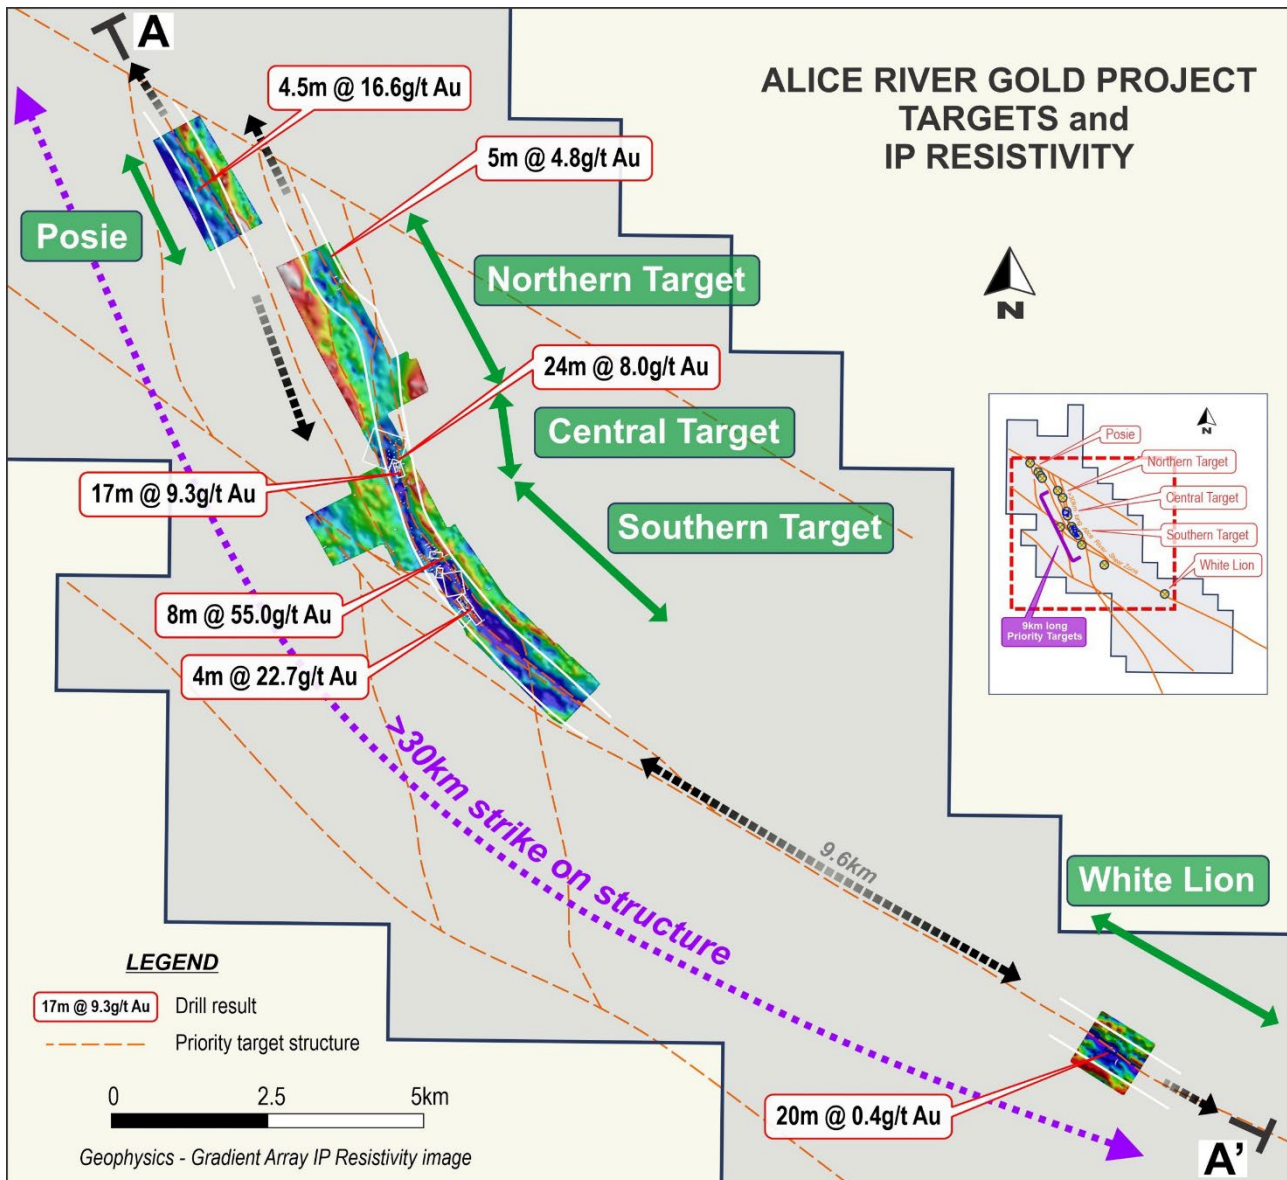 A
ALICE RIVER GOLD PROJECT
TARGETS and
IP RESISTIVITY
4.5m @ 16.6g/t Au
5m @ 4.8g/t Au
Posie
Northern Target
N
24m @ 8.0g/t Au
Central Target
17m @ 9.3g/t Au
Southern Target
8m @ 55.0g/t Au
4m @ 22.7g/t Au
N
Posie
Northern Target
Central Target
Southern Target
White Lion
9km long
Priority Targets
>30km strike on structure
9.6km
White Lion
20m @ 0.4g/t Au
A'
LEGEND
17m @ 9.3g/t Au Drill result
Priority target structure
0 2.5 5km
Geophysics - Gradient Array IP Resistivity image